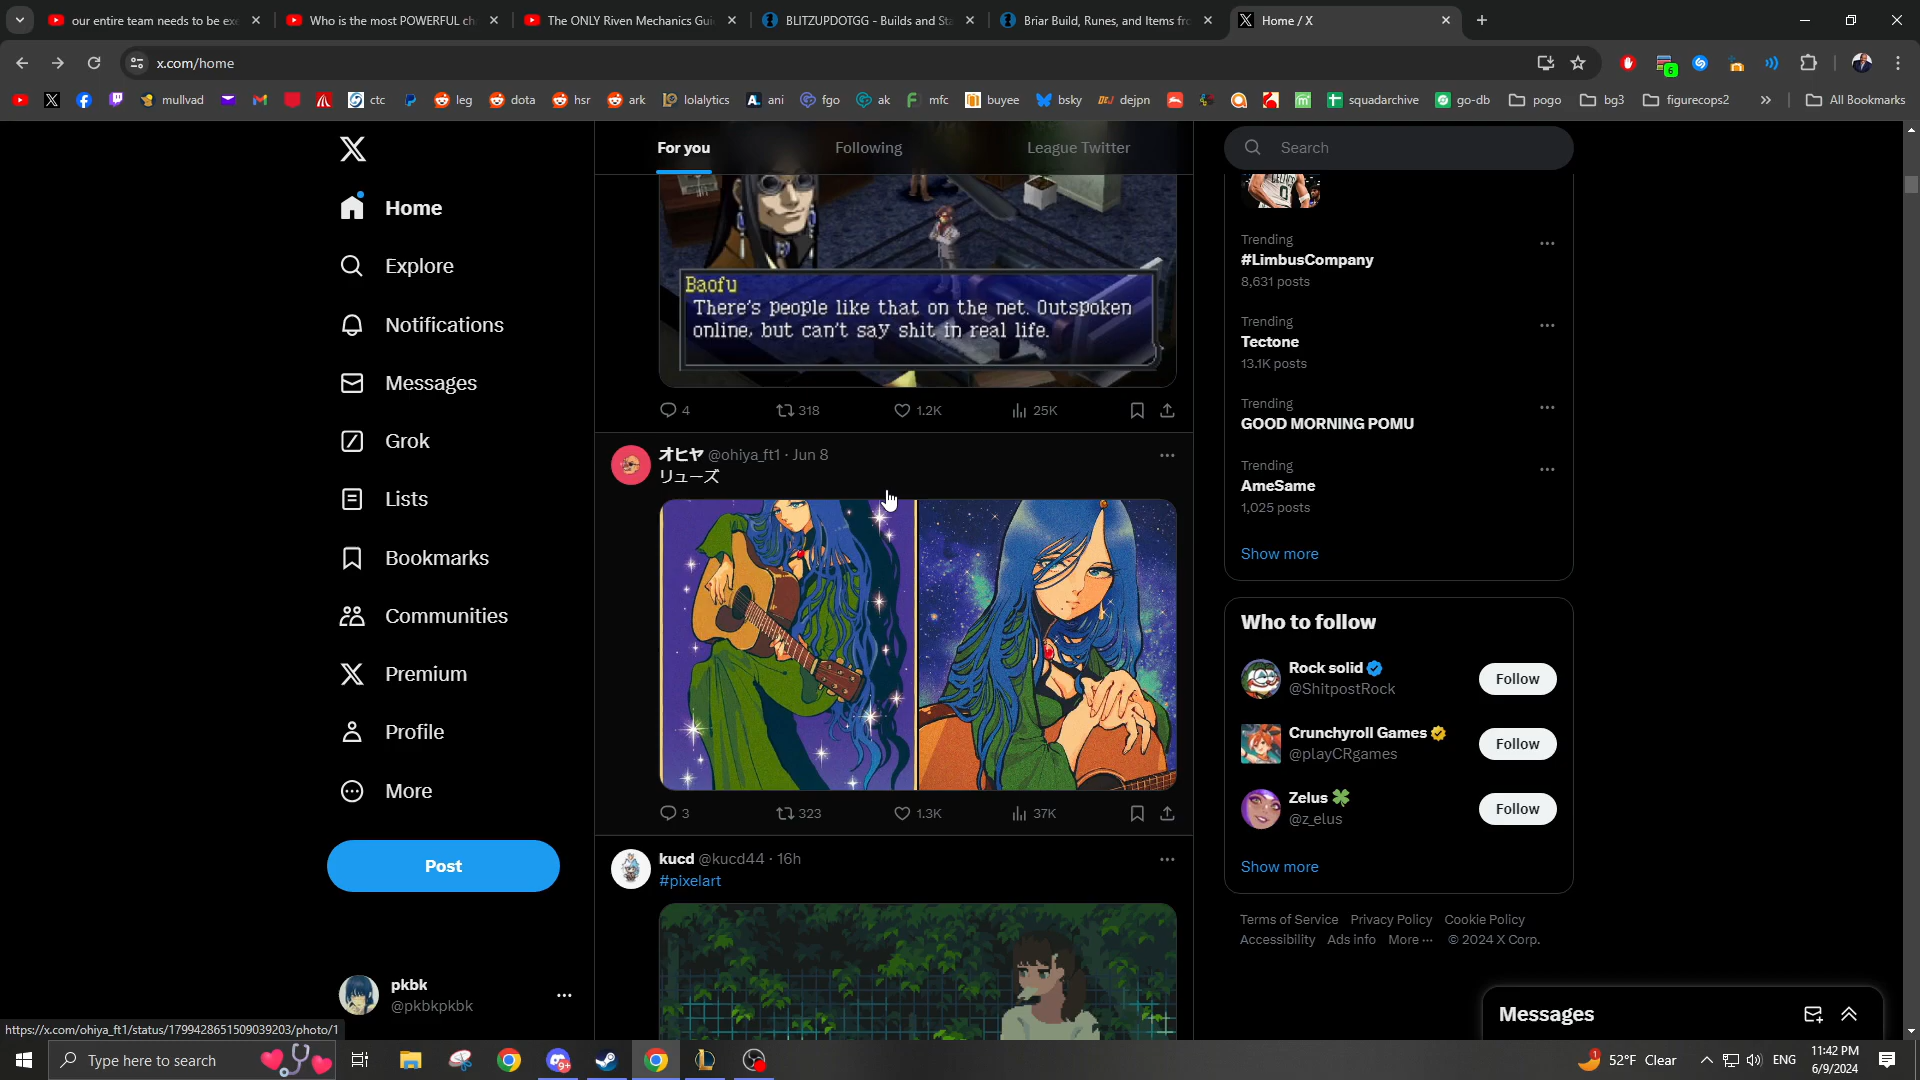 our entire team needs to be ex
Who is the most POWERFUL ch
The ONLY Riven Mechanics Gui
BLITZUPDOTGG - Builds and Sta
Briar Build, Runes, and Items fro
Home / X
x.com/home
6
mullvad
ctc
leg
dota
hsr
ark
lolalytics
ani
fgo
ak
mfc
buyee
bsky
dejpn
squadarchive
go-db
pogo
bg3
figurecops2
All Bookmarks
Home
Explore
Notifications
Messages
Grok
Lists
Bookmarks
Communities
Premium
Profile
More
Post
pkbk
@pkbkpkbk
https://x.com/ohiya_ft1/status/1799428651509039203/photo/1
For you
Following
League Twitter
Baofu
There's people like that on the net. Outspoken
online, but can't say shit in real life.
4
318
1.2K
25K
オヒヤ @ohiya_ft1 · Jun 8
リューズ
3
323
1.3K
37K
kucd @kucd44 · 16h
#pixelart
Search
Trending
#LimbusCompany
8,631 posts
Trending
Tectone
13.1K posts
Trending
GOOD MORNING POMU
Trending
AmeSame
1,025 posts
Show more
Who to follow
Rock solid
@ShitpostRock
Follow
Crunchyroll Games
@playCRgames
Follow
Zelus
@z_elus
Follow
Show more
Terms of Service Privacy Policy Cookie Policy
Accessibility Ads info More ··· © 2024 X Corp.
Messages
Type here to search
9+
1
52°F Clear
ENG
11:42 PM
6/9/2024